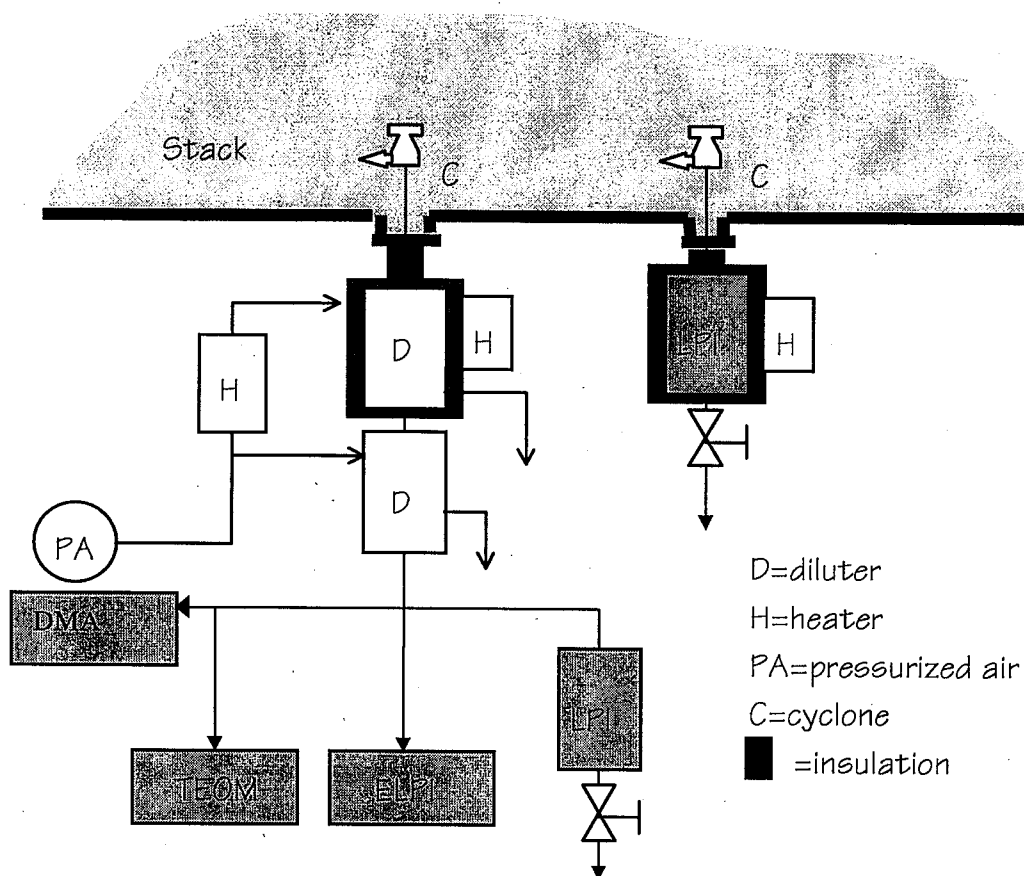 Stack
C
C
D
H
LPI
H
H
D
PA
DMA
LPI
TEOM
ELPI
D=diluter
H=heater
PA=pressurized air
C=cyclone
=insulation